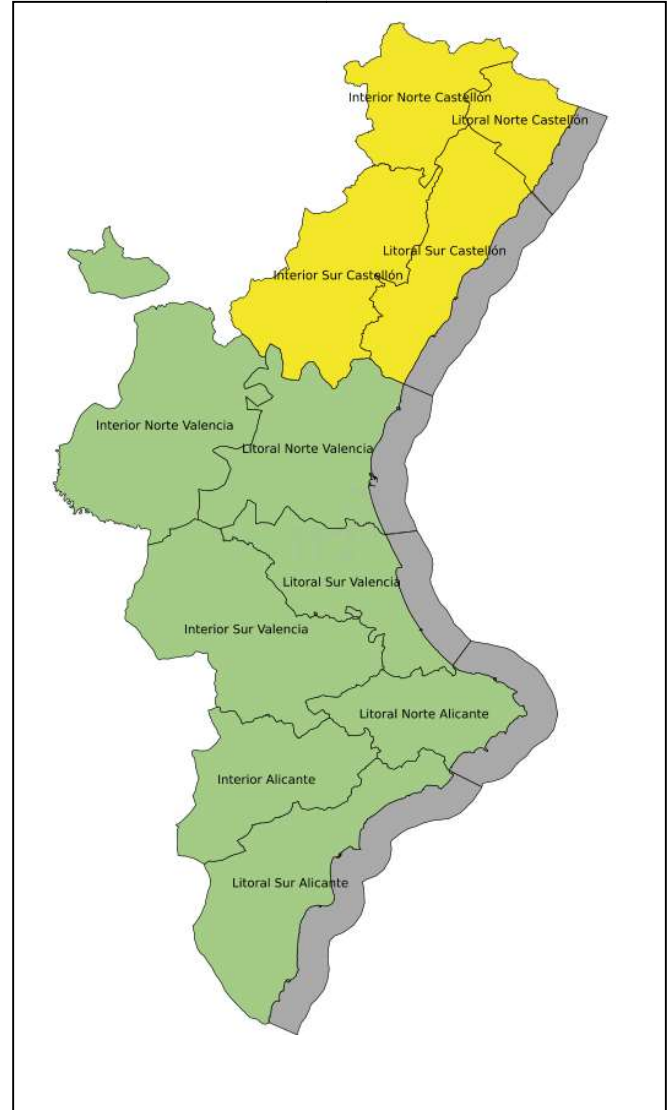 Interior Norte Castellón
Litoral Norte Castellón
Litoral Sur Castellón
Interior Sur Castellón
Interior Norte Valencia
Litoral Norte Valencia
Litoral Sur Valencia
Interior Sur Valencia
Litoral Norte Alicante
Interior Alicante
Litoral Sur Alicante